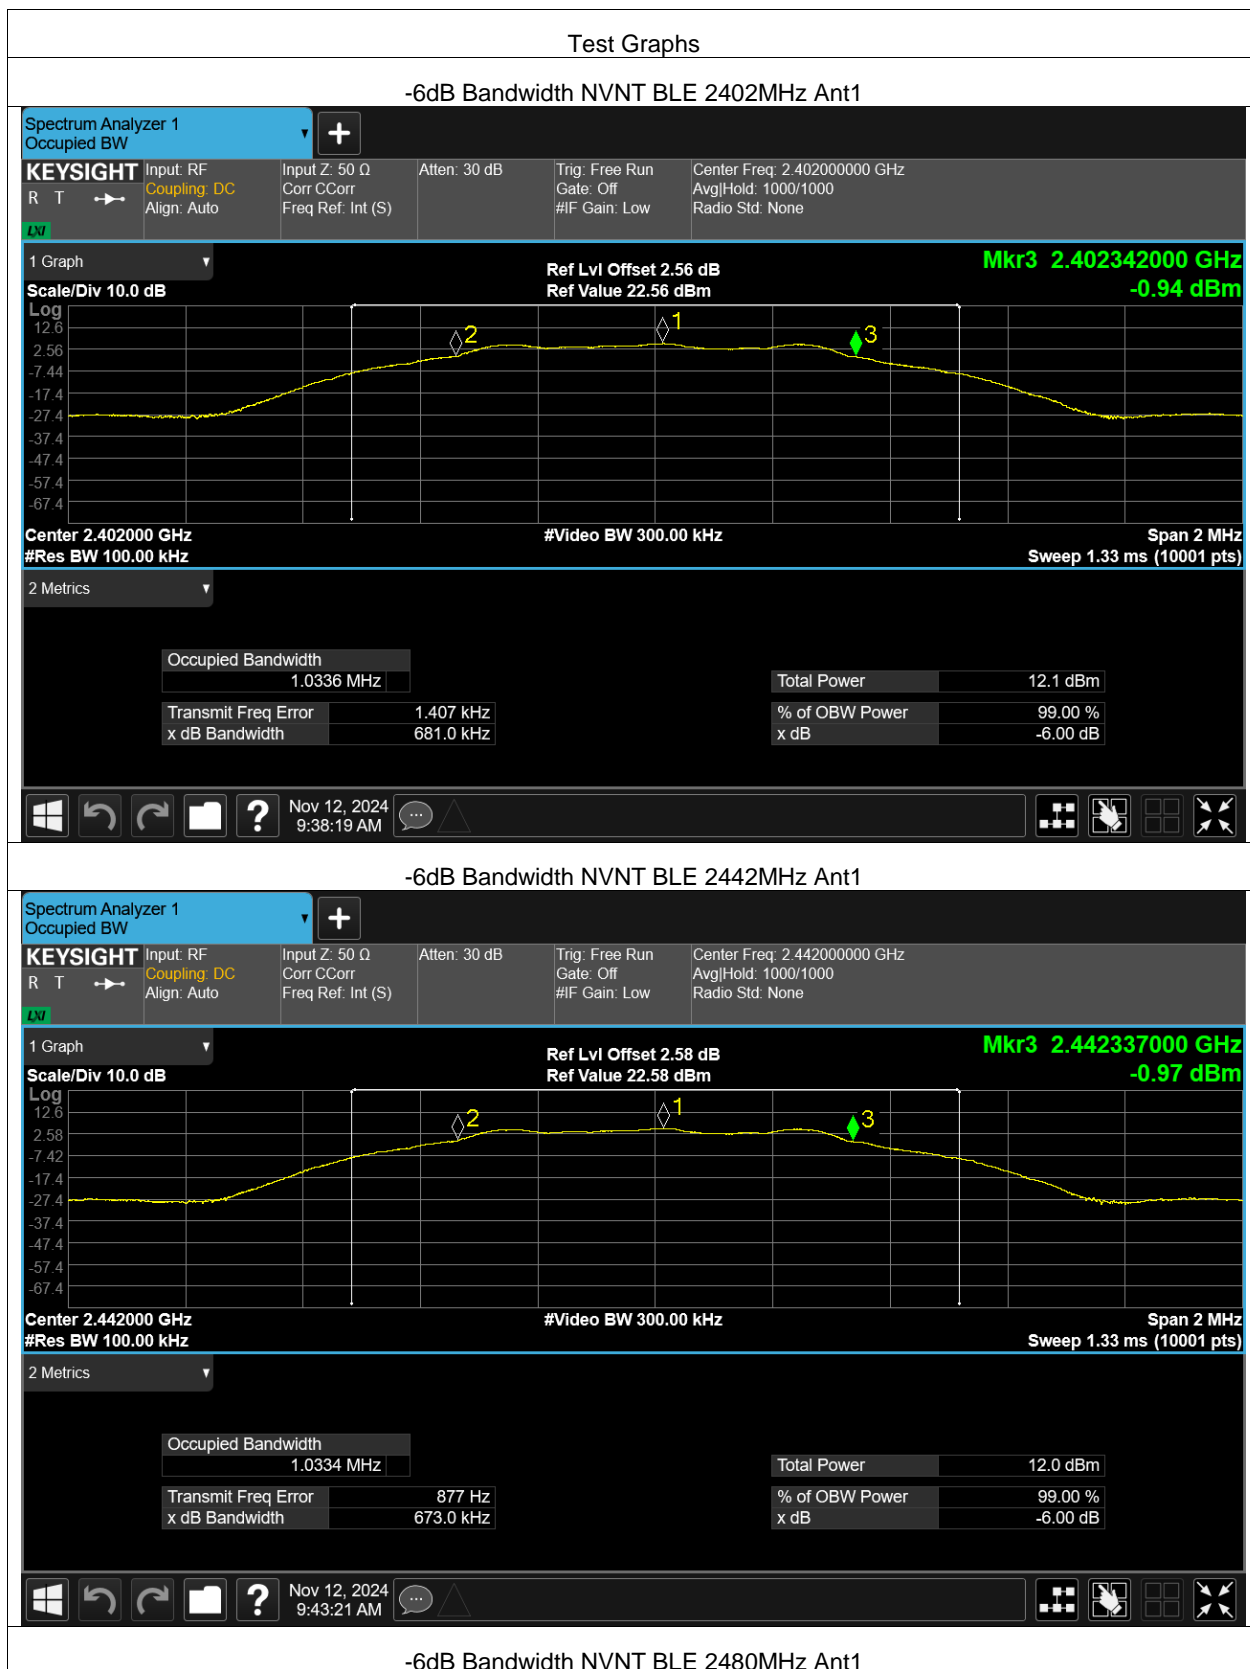 Test Graphs
-6dB Bandwidth NVNT BLE 2402MHz Ant1
Spectrum Analyzer 1
Occupied BW
KEYSIGHT
R T
LXI
Input: RF
Coupling: DC
Align: Auto
Input Z: 50 Ω
Corr CCorr
Freq Ref: Int (S)
Atten: 30 dB
Trig: Free Run
Gate: Off
#IF Gain: Low
Center Freq: 2.402000000 GHz
Avg|Hold: 1000/1000
Radio Std: None
1 Graph
Scale/Div 10.0 dB
Ref Lvl Offset 2.56 dB
Ref Value 22.56 dBm
Mkr3 2.402342000 GHz
-0.94 dBm
Log
12.6
2.56
-7.44
-17.4
-27.4
-37.4
-47.4
-57.4
-67.4
2
1
3
Center 2.402000 GHz
#Video BW 300.00 kHz
Span 2 MHz
#Res BW 100.00 kHz
Sweep 1.33 ms (10001 pts)
2 Metrics
Occupied Bandwidth
1.0336 MHz
Total Power 12.1 dBm
Transmit Freq Error 1.407 kHz
% of OBW Power 99.00 %
x dB Bandwidth 681.0 kHz
x dB -6.00 dB
?
Nov 12, 2024
9:38:19 AM
-6dB Bandwidth NVNT BLE 2442MHz Ant1
Spectrum Analyzer 1
Occupied BW
KEYSIGHT
R T
LXI
Input: RF
Coupling: DC
Align: Auto
Input Z: 50 Ω
Corr CCorr
Freq Ref: Int (S)
Atten: 30 dB
Trig: Free Run
Gate: Off
#IF Gain: Low
Center Freq: 2.442000000 GHz
Avg|Hold: 1000/1000
Radio Std: None
1 Graph
Scale/Div 10.0 dB
Ref Lvl Offset 2.58 dB
Ref Value 22.58 dBm
Mkr3 2.442337000 GHz
-0.97 dBm
Log
12.6
2.58
-7.42
-17.4
-27.4
-37.4
-47.4
-57.4
-67.4
2
1
3
Center 2.442000 GHz
#Video BW 300.00 kHz
Span 2 MHz
#Res BW 100.00 kHz
Sweep 1.33 ms (10001 pts)
2 Metrics
Occupied Bandwidth
1.0334 MHz
Total Power 12.0 dBm
Transmit Freq Error 877 Hz
% of OBW Power 99.00 %
x dB Bandwidth 673.0 kHz
x dB -6.00 dB
?
Nov 12, 2024
9:43:21 AM
-6dB Bandwidth NVNT BLE 2480MHz Ant1